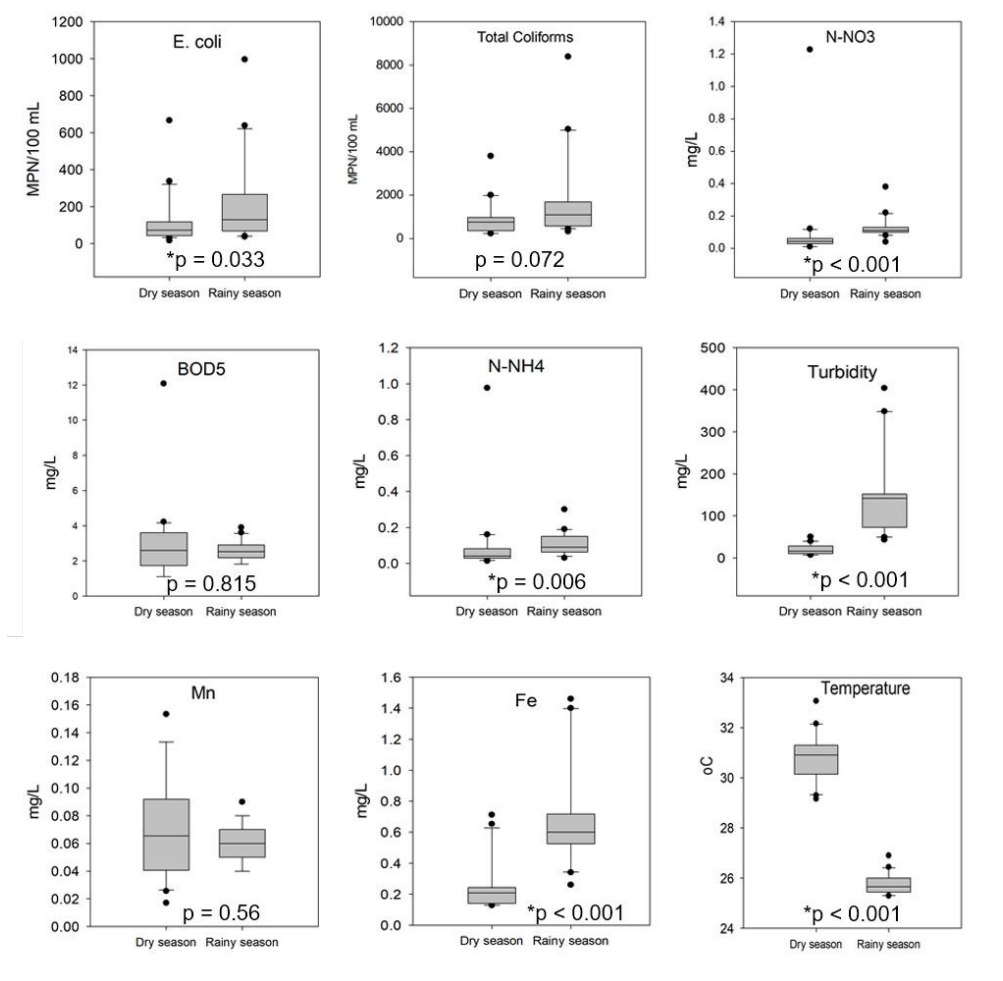 E. coli
MPN/100 mL
1200
1000
800
600
400
200
0
*p = 0.033
Dry season Rainy season
Total Coliforms
MPN/100 mL
10000
8000
6000
4000
2000
0
p = 0.072
Dry season Rainy season
N-NO3
mg/L
1.4
1.2
1.0
0.8
0.6
0.4
0.2
0.0
*p < 0.001
Dry season Rainy season
BOD5
mg/L
14
12
10
8
6
4
2
0
p = 0.815
Dry season Rainy season
N-NH4
mg/L
1.2
1.0
0.8
0.6
0.4
0.2
0.0
*p = 0.006
Dry season Rainy season
Turbidity
mg/L
500
400
300
200
100
0
*p < 0.001
Dry season Rainy season
Mn
mg/L
0.18
0.16
0.14
0.12
0.10
0.08
0.06
0.04
0.02
0.00
p = 0.56
Dry season Rainy season
Fe
mg/L
1.6
1.4
1.2
1.0
0.8
0.6
0.4
0.2
0.0
*p < 0.001
Dry season Rainy season
Temperature
oC
34
32
30
28
26
24
*p < 0.001
Dry season Rainy season